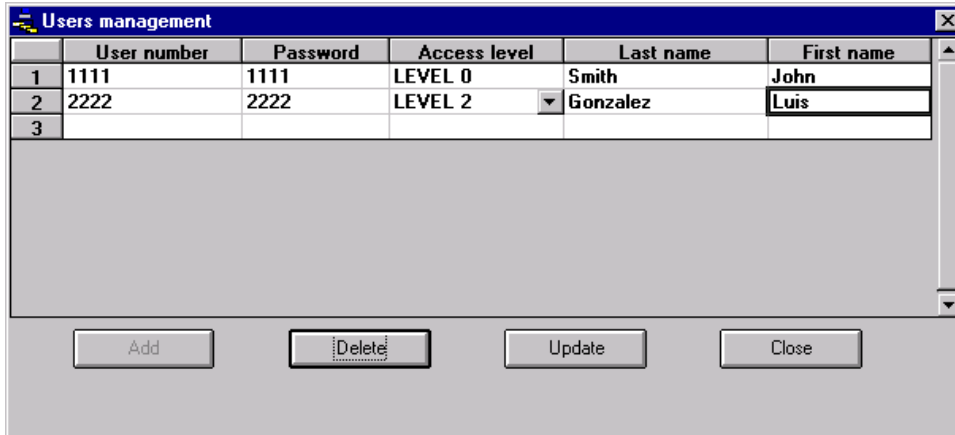 Users management
User number Password Access level Last name First name
1 1111 1111 LEVEL 0 Smith John
2 2222 2222 LEVEL 2 Gonzalez Luis
3
Add Delete Update Close